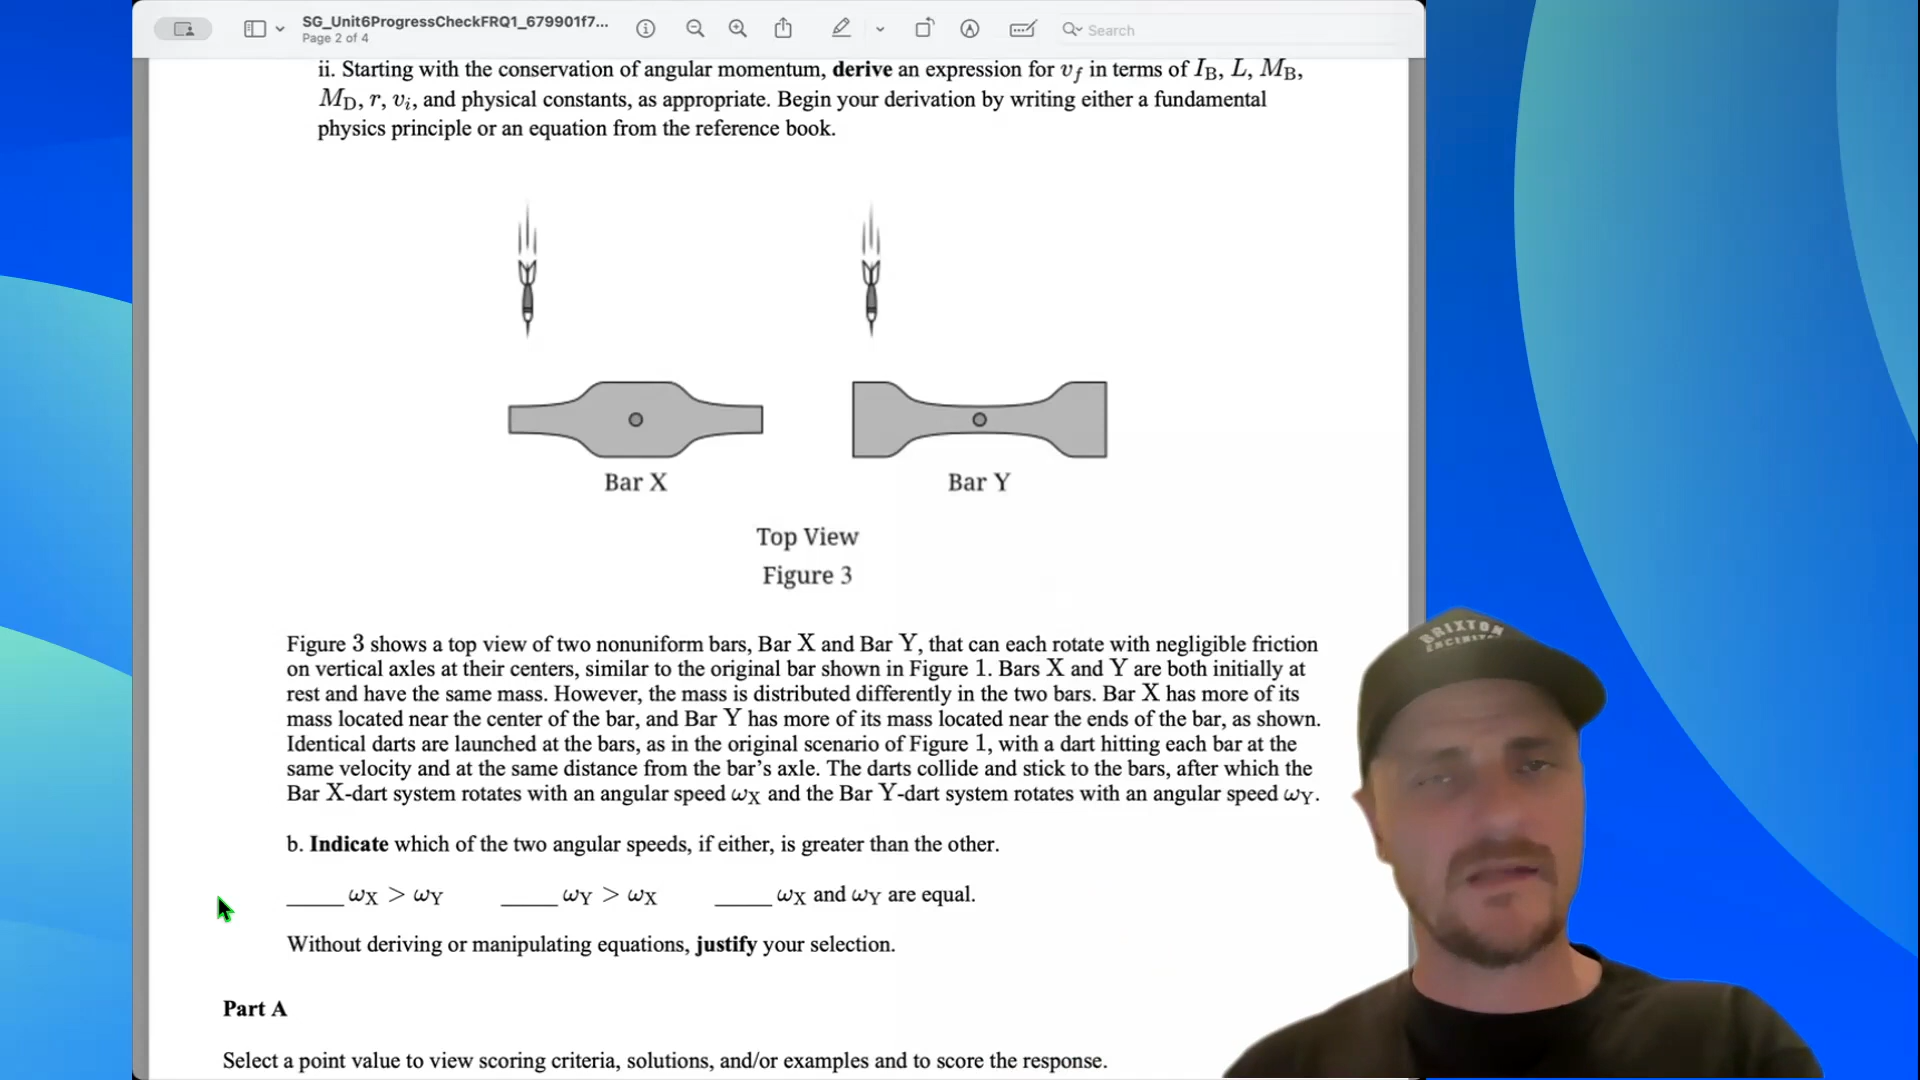 SG_Unit6ProgressCheckFRQ1_679901f7...
Page 2 of 4
Search
ii. Starting with the conservation of angular momentum, derive an expression for v_f in terms of I_B, L, M_B,
M_D, r, v_i, and physical constants, as appropriate. Begin your derivation by writing either a fundamental
physics principle or an equation from the reference book.
Bar X
Bar Y
Top View
Figure 3
Figure 3 shows a top view of two nonuniform bars, Bar X and Bar Y, that can each rotate with negligible friction
on vertical axles at their centers, similar to the original bar shown in Figure 1. Bars X and Y are both initially at
rest and have the same mass. However, the mass is distributed differently in the two bars. Bar X has more of its
mass located near the center of the bar, and Bar Y has more of its mass located near the ends of the bar, as shown.
Identical darts are launched at the bars, as in the original scenario of Figure 1, with a dart hitting each bar at the
same velocity and at the same distance from the bar's axle. The darts collide and stick to the bars, after which the
Bar X-dart system rotates with an angular speed ω_X and the Bar Y-dart system rotates with an angular speed ω_Y.
b. Indicate which of the two angular speeds, if either, is greater than the other.
_____ ω_X > ω_Y _____ ω_Y > ω_X _____ ω_X and ω_Y are equal.
Without deriving or manipulating equations, justify your selection.
Part A
Select a point value to view scoring criteria, solutions, and/or examples and to score the response.
BRIXTON